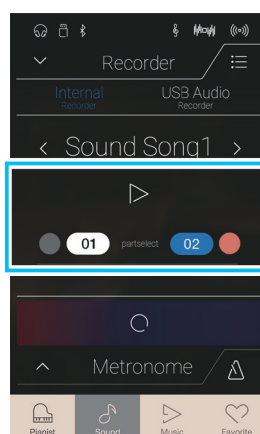 Recorder
Internal
Recorder
USB Audio
Recorder
< Sound Song1 >
01 partselect 02
Metronome
Pianist Sound Music Favorite